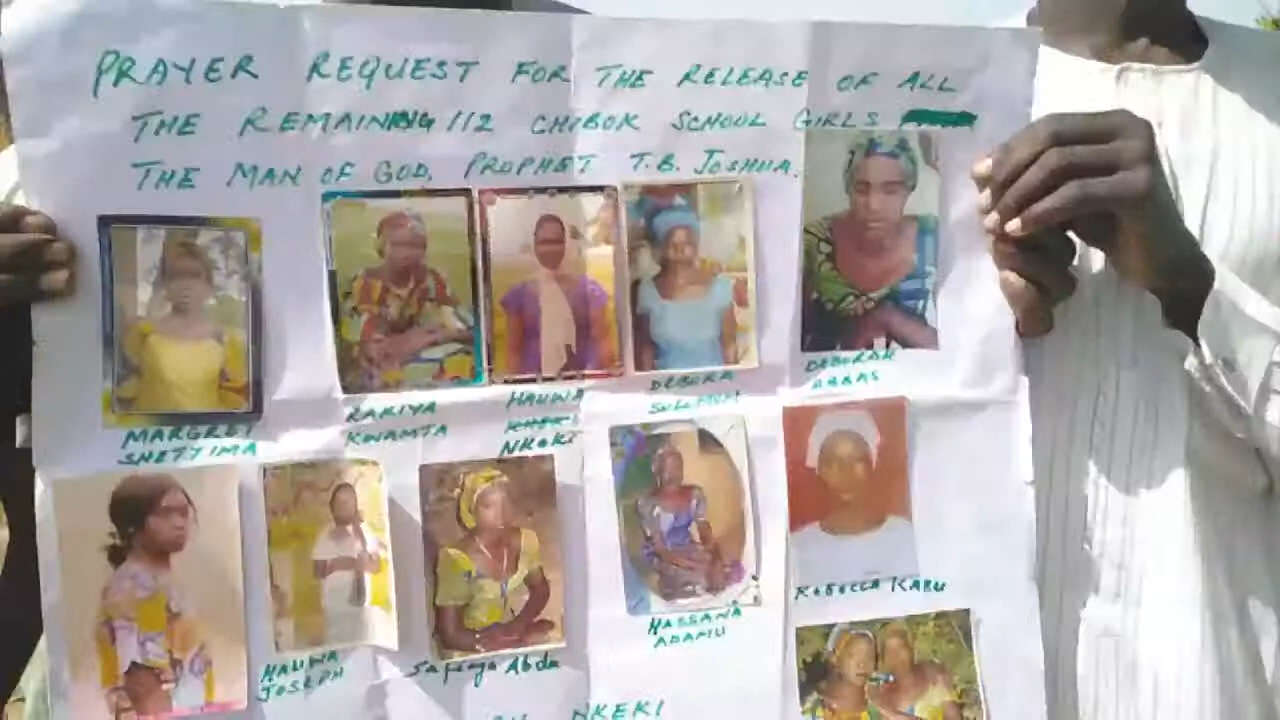 PRAYER REQUEST FOR THE RELEASE OF ALL
THE REMAINING 112 CHIBOK SCHOOL GIRLS
THE MAN OF GOD, PROPHET T.B. JOSHUA.
MARGRET
SHETTIMA
RAKIYA
KWAMTA
HAUWA
NKEKI
DEBORA
DEBORAH
ABBAS
HAUWA
JOSEPH
Safiya Abdu
HASSANA
ADAMU
REBECCA KABU
NKEKI